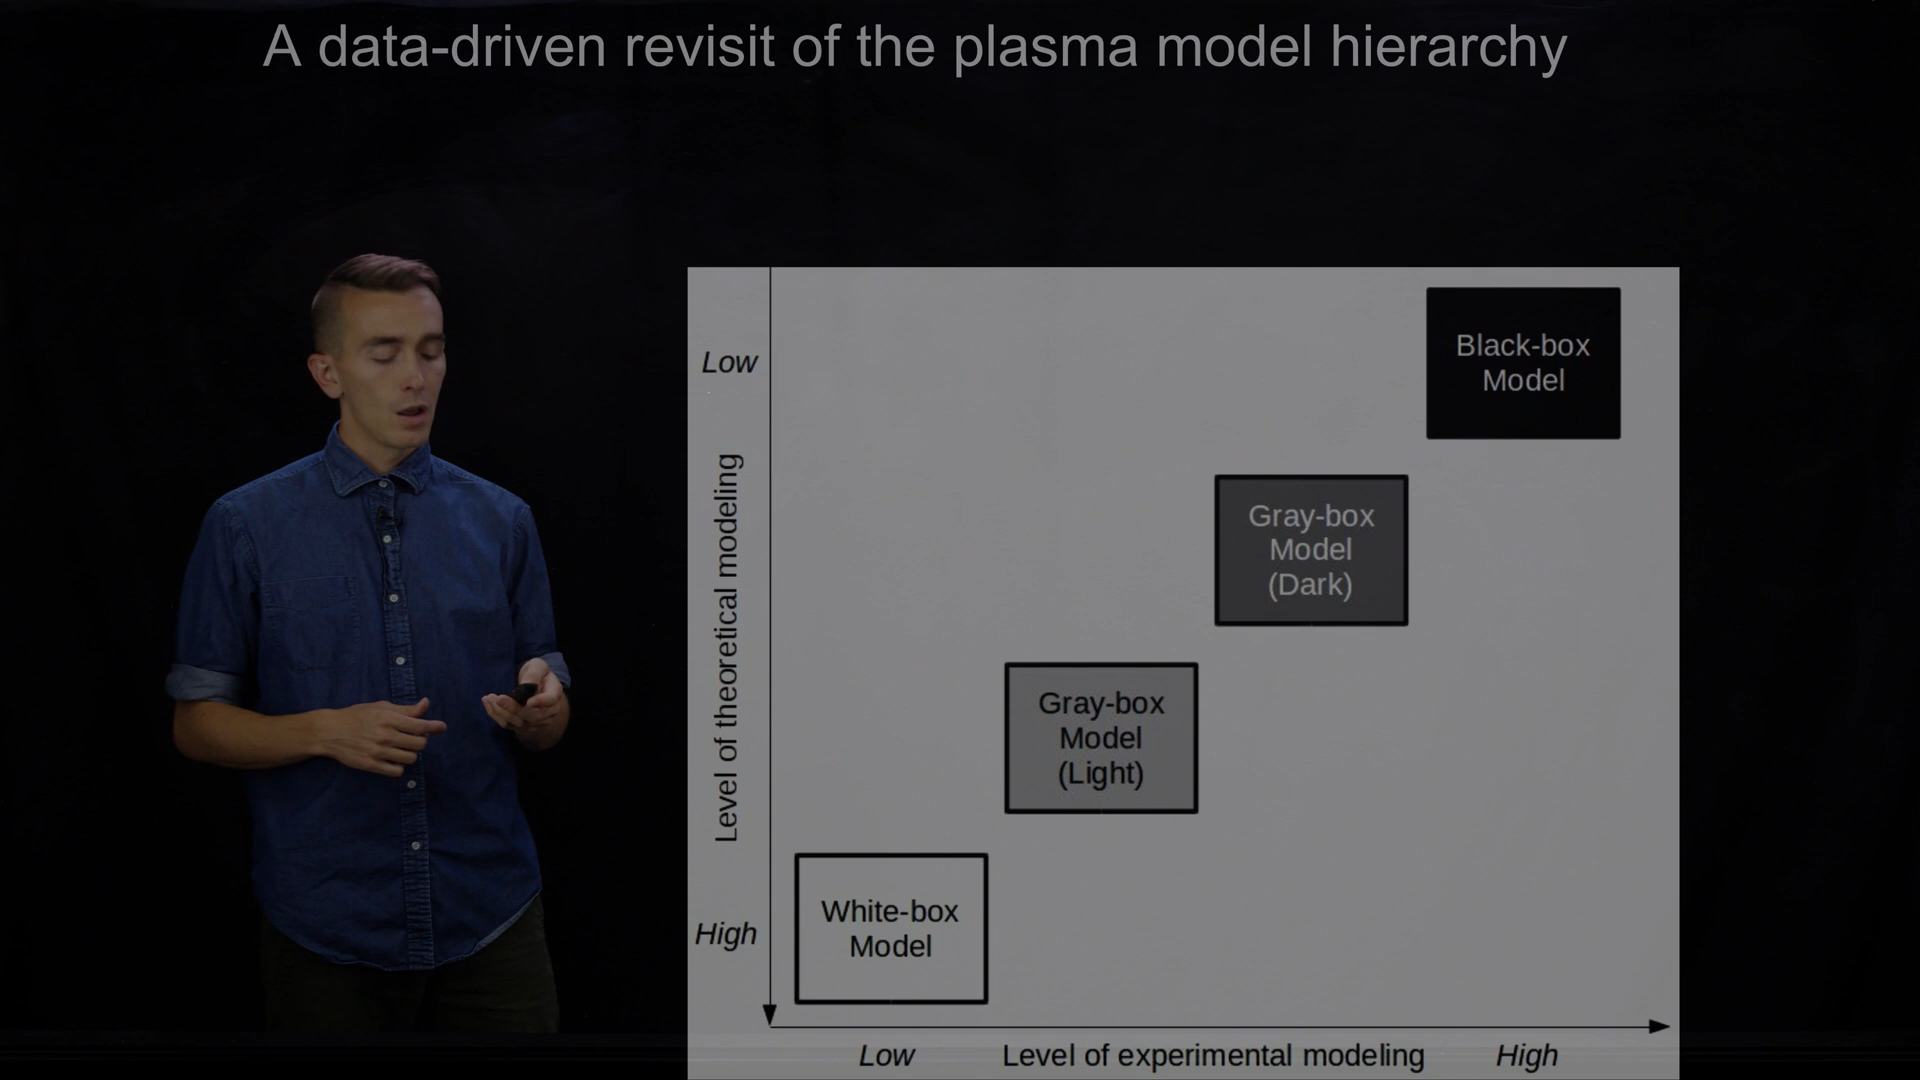 A data-driven revisit of the plasma model hierarchy
Low
Black-box
Model
Level of theoretical modeling
Gray-box
Model
(Dark)
Gray-box
Model
(Light)
High
White-box
Model
Low
Level of experimental modeling
High